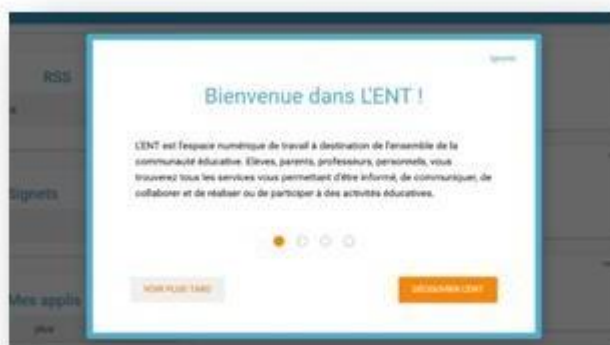 RSS
Ignorer
Bienvenue dans L'ENT !
L'ENT est l'espace numérique de travail à destination de l'ensemble de la
communauté éducative. Elèves, parents, professeurs, personnels, vous
trouverez tous les services vous permettant d'être informé, de communiquer, de
collaborer et de réaliser ou de participer à des activités éducatives.
Signets
VOIR PLUS TARD
DÉCOUVRIR L'ENT
Mes applis
plus